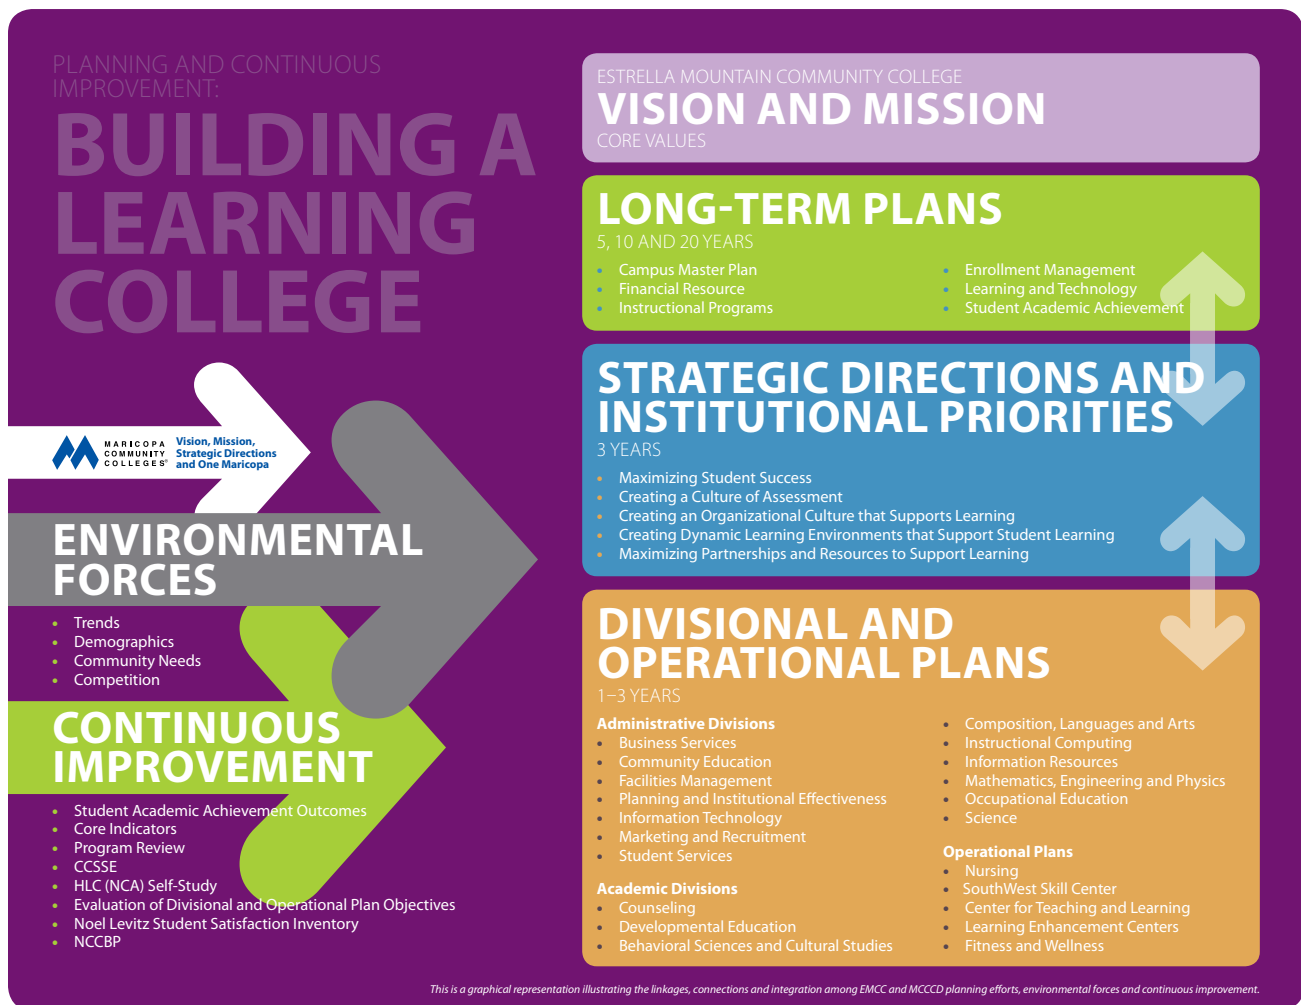 PLANNING AND CONTINUOUS
IMPROVEMENT:
BUILDING A
LEARNING
COLLEGE
MARICOPA
COMMUNITY
COLLEGES®
Vision, Mission,
Strategic Directions
and One Maricopa
ENVIRONMENTAL
FORCES
• Trends
• Demographics
• Community Needs
• Competition
CONTINUOUS
IMPROVEMENT
• Student Academic Achievement Outcomes
• Core Indicators
• Program Review
• CCSSE
• HLC (NCA) Self-Study
• Evaluation of Divisional and Operational Plan Objectives
• Noel Levitz Student Satisfaction Inventory
• NCCBP
ESTRELLA MOUNTAIN COMMUNITY COLLEGE
VISION AND MISSION
CORE VALUES
LONG-TERM PLANS
5, 10 AND 20 YEARS
• Campus Master Plan
• Financial Resource
• Instructional Programs
• Enrollment Management
• Learning and Technology
• Student Academic Achievement
STRATEGIC DIRECTIONS AND
INSTITUTIONAL PRIORITIES
3 YEARS
• Maximizing Student Success
• Creating a Culture of Assessment
• Creating an Organizational Culture that Supports Learning
• Creating Dynamic Learning Environments that Support Student Learning
• Maximizing Partnerships and Resources to Support Learning
DIVISIONAL AND
OPERATIONAL PLANS
1–3 YEARS
Administrative Divisions
• Business Services
• Community Education
• Facilities Management
• Planning and Institutional Effectiveness
• Information Technology
• Marketing and Recruitment
• Student Services
Academic Divisions
• Counseling
• Developmental Education
• Behavioral Sciences and Cultural Studies
• Composition, Languages and Arts
• Instructional Computing
• Information Resources
• Mathematics, Engineering and Physics
• Occupational Education
• Science
Operational Plans
• Nursing
• SouthWest Skill Center
• Center for Teaching and Learning
• Learning Enhancement Centers
• Fitness and Wellness
This is a graphical representation illustrating the linkages, connections and integration among EMCC and MCCCD planning efforts, environmental forces and continuous improvement.